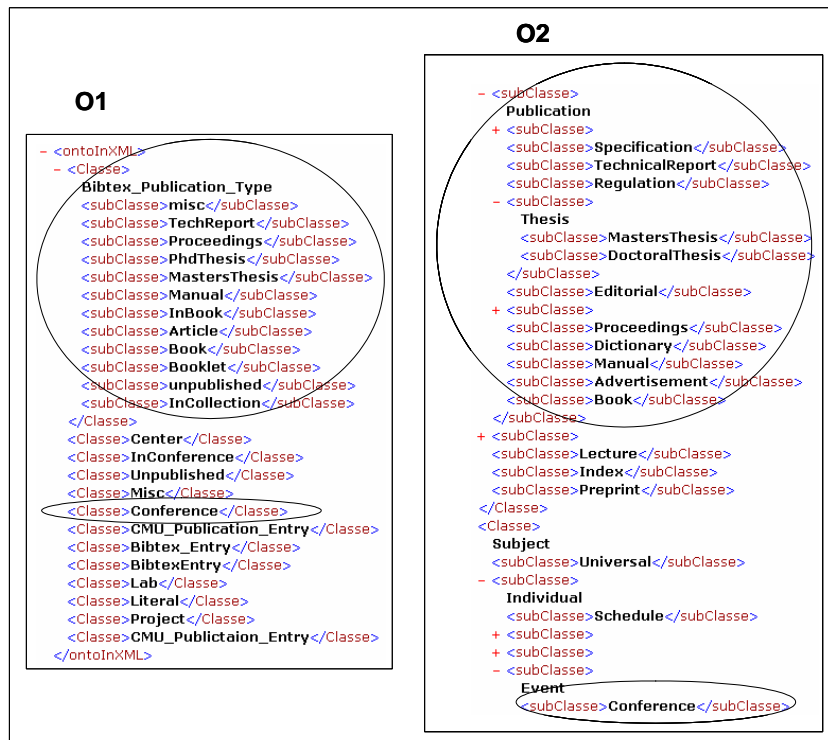 O1
- <ontoInXML>
- <Classe>
Bibtex_Publication_Type
<subClasse>misc</subClasse>
<subClasse>TechReport</subClasse>
<subClasse>Proceedings</subClasse>
<subClasse>PhdThesis</subClasse>
<subClasse>MastersThesis</subClasse>
<subClasse>Manual</subClasse>
<subClasse>InBook</subClasse>
<subClasse>Article</subClasse>
<subClasse>Book</subClasse>
<subClasse>Booklet</subClasse>
<subClasse>unpublished</subClasse>
<subClasse>InCollection</subClasse>
</Classe>
<Classe>Center</Classe>
<Classe>InConference</Classe>
<Classe>Unpublished</Classe>
<Classe>Misc</Classe>
<Classe>Conference</Classe>
<Classe>CMU_Publication_Entry</Classe>
<Classe>Bibtex_Entry</Classe>
<Classe>BibtexEntry</Classe>
<Classe>Lab</Classe>
<Classe>Literal</Classe>
<Classe>Project</Classe>
<Classe>CMU_Publictaion_Entry</Classe>
</ontoInXML>
O2
- <subClasse>
Publication
+ <subClasse>
<subClasse>Specification</subClasse>
<subClasse>TechnicalReport</subClasse>
<subClasse>Regulation</subClasse>
- <subClasse>
Thesis
<subClasse>MastersThesis</subClasse>
<subClasse>DoctoralThesis</subClasse>
</subClasse>
<subClasse>Editorial</subClasse>
+ <subClasse>
<subClasse>Proceedings</subClasse>
<subClasse>Dictionary</subClasse>
<subClasse>Manual</subClasse>
<subClasse>Advertisement</subClasse>
<subClasse>Book</subClasse>
</subClasse>
+ <subClasse>
<subClasse>Lecture</subClasse>
<subClasse>Index</subClasse>
<subClasse>Preprint</subClasse>
</Classe>
<Classe>
Subject
<subClasse>Universal</subClasse>
- <subClasse>
Individual
<subClasse>Schedule</subClasse>
+ <subClasse>
+ <subClasse>
- <subClasse>
Event
<subClasse>Conference</subClasse>